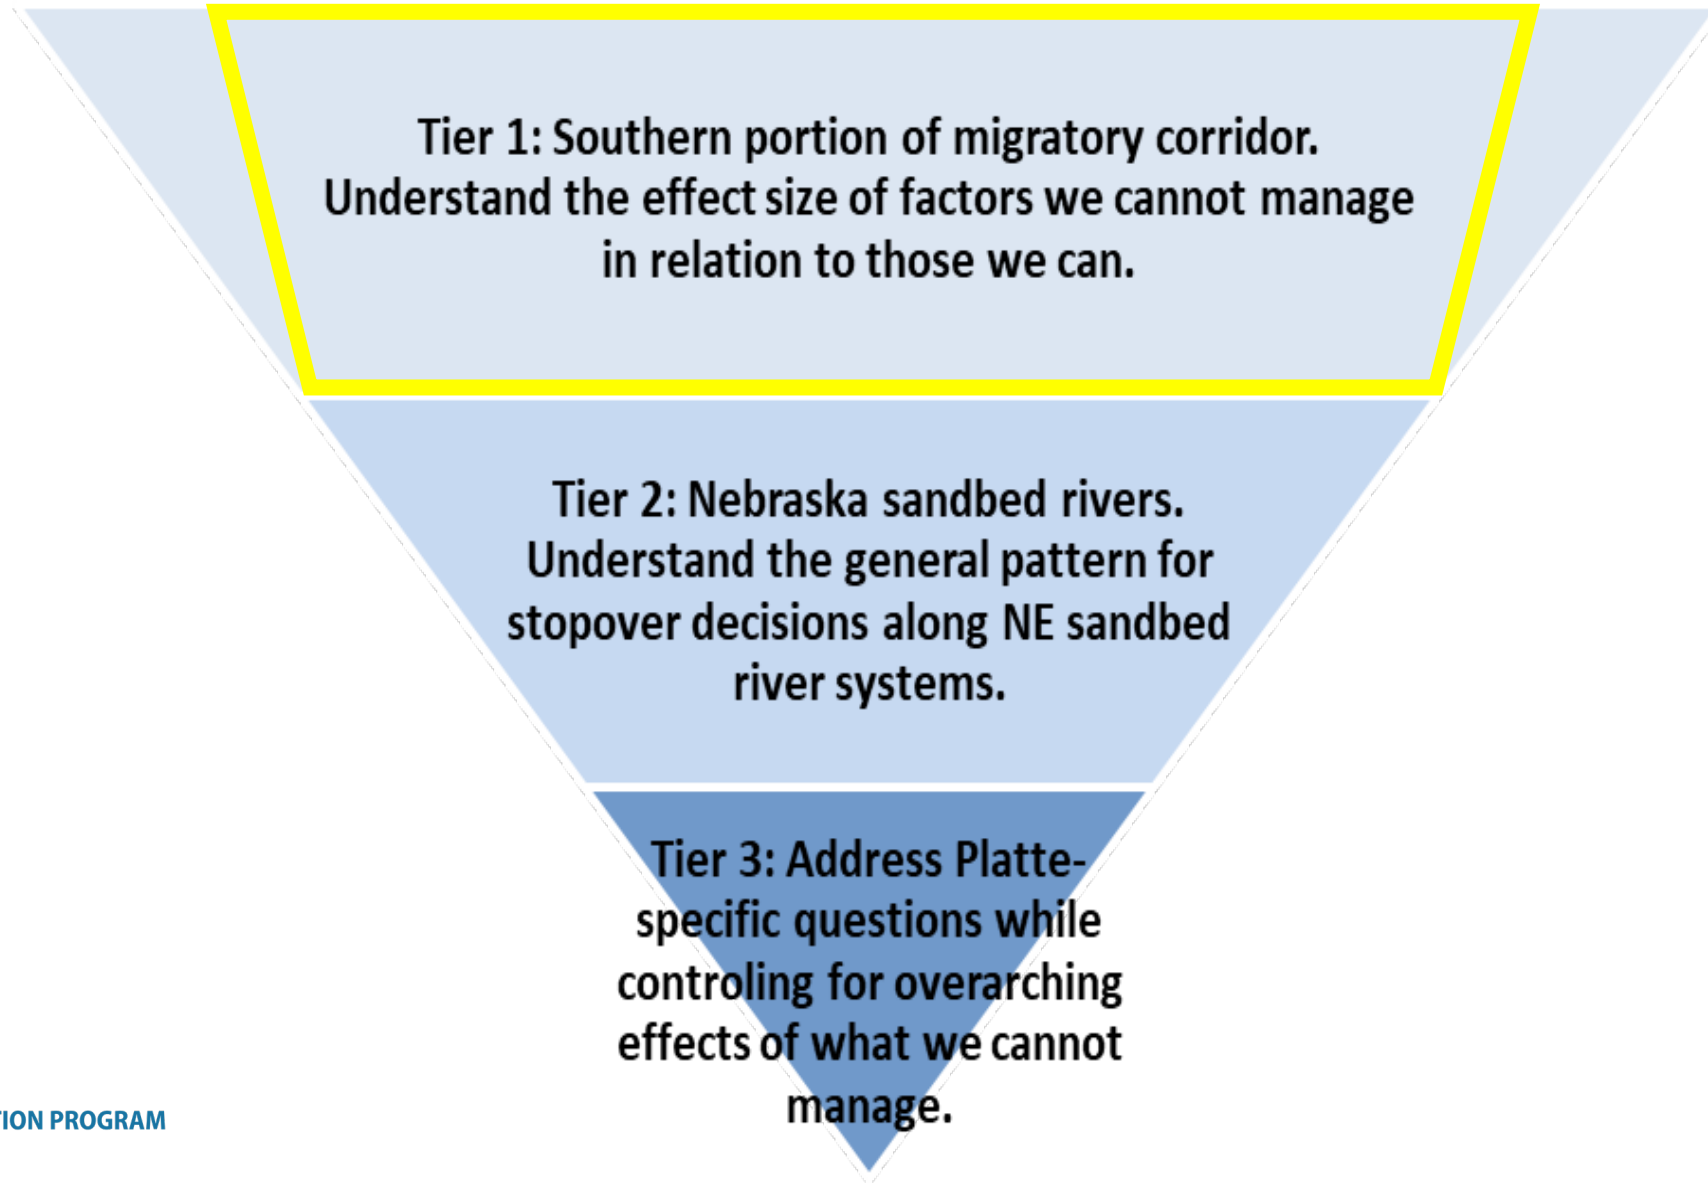 Tier 1: Southern portion of migratory corridor.
Understand the effect size of factors we cannot manage
in relation to those we can.
Tier 2: Nebraska sandbed rivers.
Understand the general pattern for
stopover decisions along NE sandbed
river systems.
Tier 3: Address Platte-
specific questions while
controling for overarching
effects of what we cannot
manage.
PROGRAM